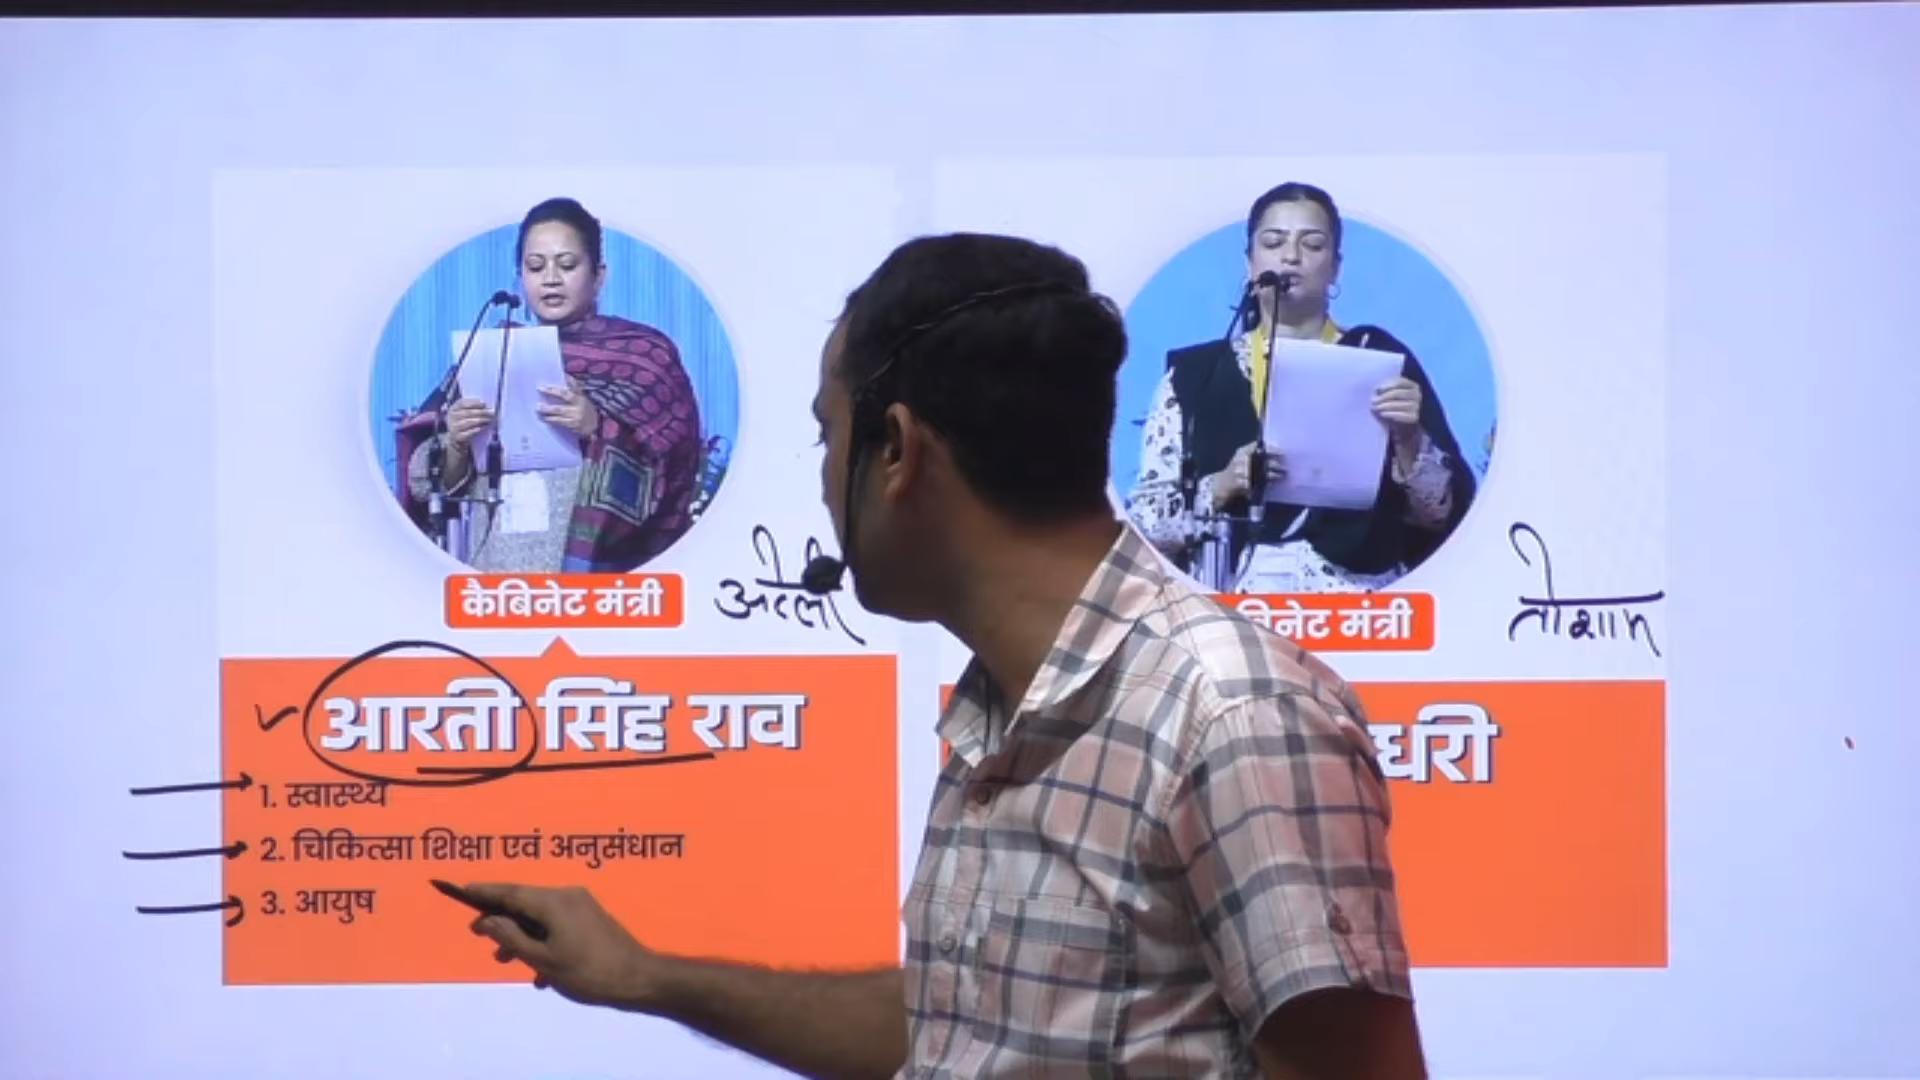 कैबिनेट मंत्री
अटेली
आरती सिंह राव
1. स्वास्थ्य
2. चिकित्सा शिक्षा एवं अनुसंधान
3. आयुष
बिनेट मंत्री
तोशाम
धरी